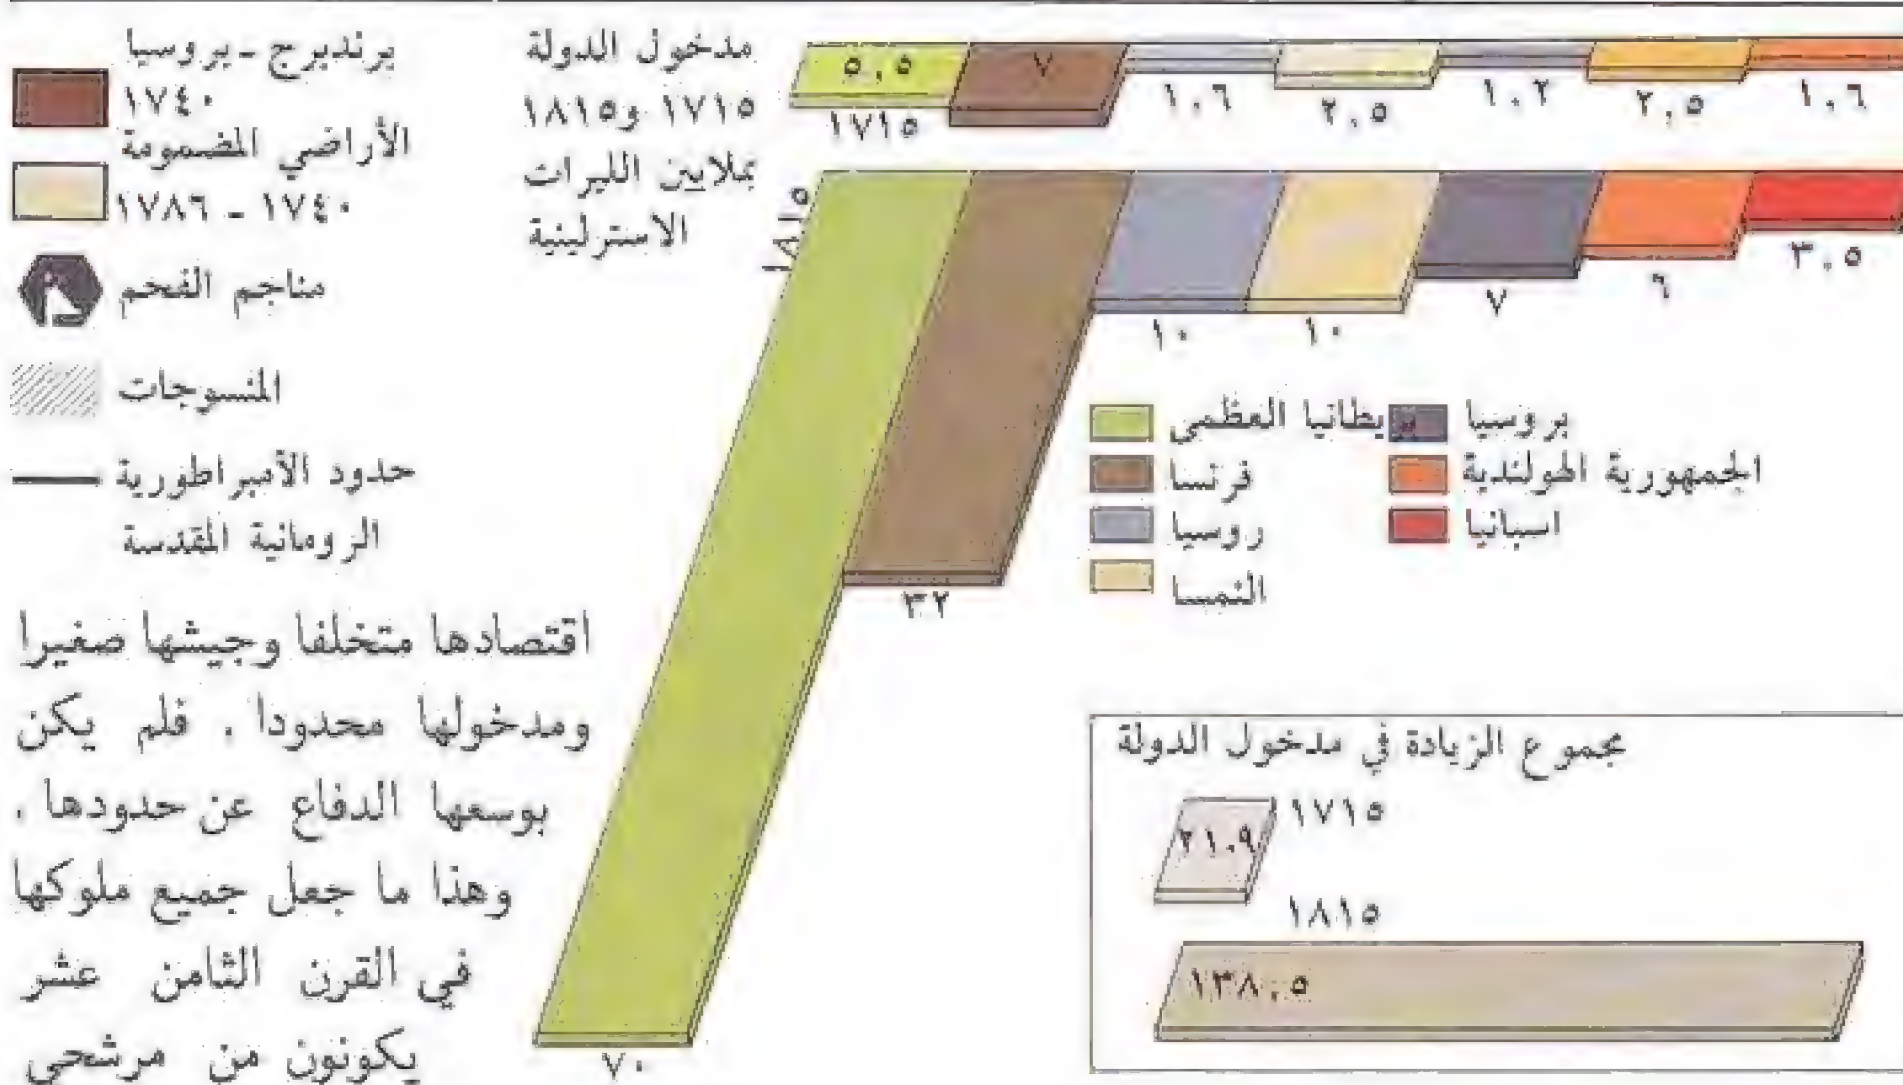 برندبرج - بروسيا
١٧٤٠
الأراضي المضمومة
١٧٤٠ - ١٧٨٦
مناجم الفحم
المنسوجات
حدود الأمبراطورية
الرومانية المقدسة
مدخول الدولة
١٧١٥ و١٨١٥
بملايين الليرات
الاسترلينية
٥,٥
٧
١,٦
٢,٥
١,٢
٢,٥
١,٦
١٧١٥
١٨١٥
٧٠
٣٢
١٠
١٠
٧
٦
٣,٥
بريطانيا العظمى
فرنسا
روسيا
النمسا
بروسيا
الجمهورية الهولندية
اسبانيا
اقتصادها متخلفا وجيشها صغيرا
ومدخولها محدودا . فلم يكن
بوسعها الدفاع عن حدودها .
وهذا ما جعل جميع ملوكها
في القرن الثامن عشر
يكونون من مرشحي
مجموع الزيادة في مدخول الدولة
١٧١٥
٢١,٩
١٨١٥
١٣٨,٥